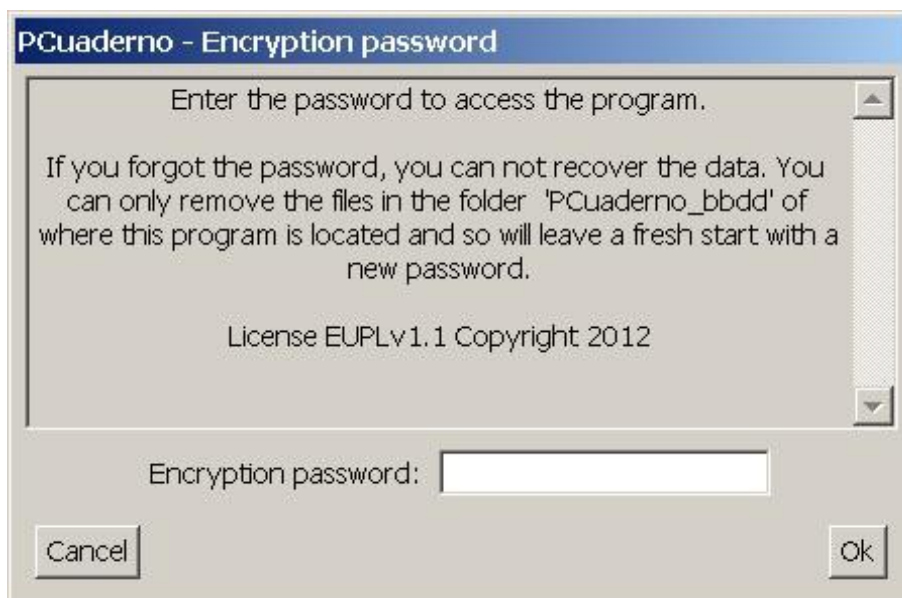 PCuaderno - Encryption password
Enter the password to access the program.
If you forgot the password, you can not recover the data. You
can only remove the files in the folder 'PCuaderno_bbdd' of
where this program is located and so will leave a fresh start with a
new password.
License EUPLv1.1 Copyright 2012
Encryption password:
Cancel
Ok